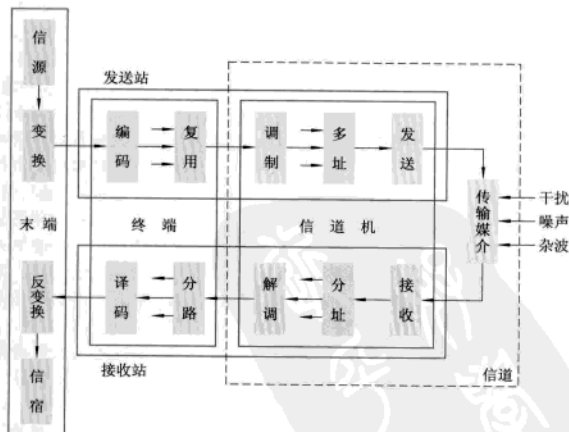 信源
发送站
变换
编码
复用
调制
多址
发送
传输媒介
干扰
噪声
杂波
末端
终端
信道机
反变换
译码
分路
解调
分址
接收
信宿
接收站
信道